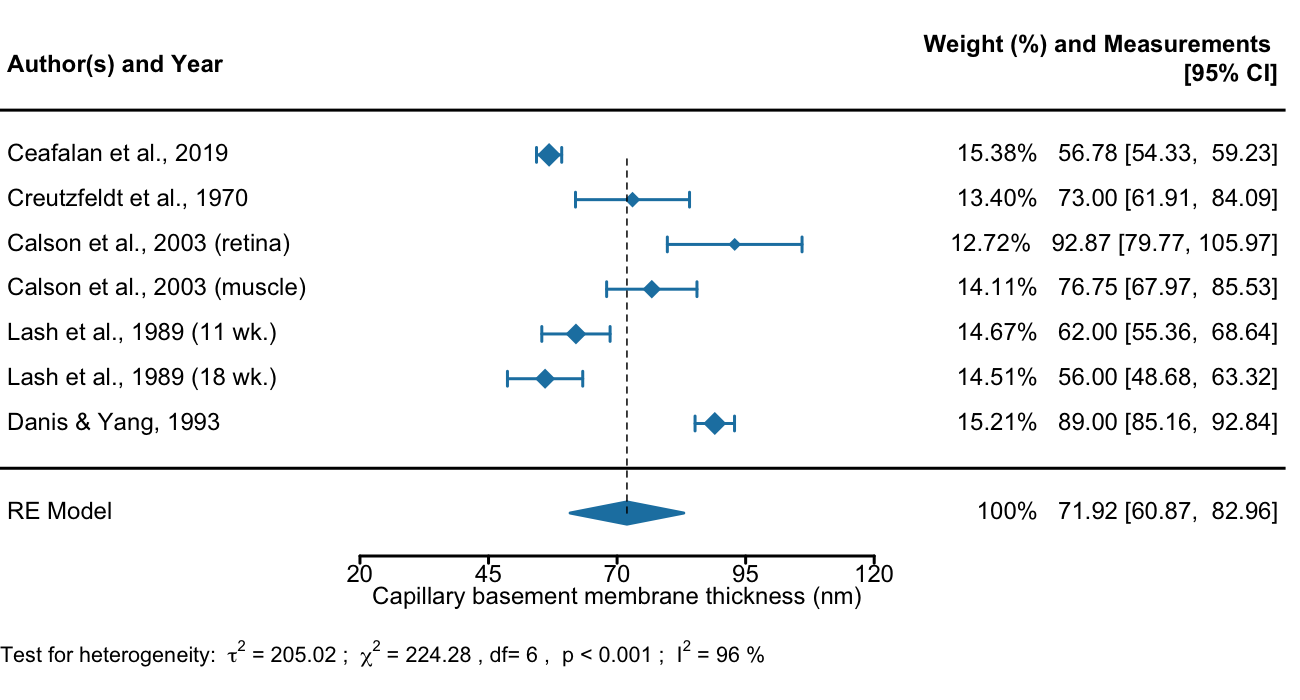 Author(s) and Year
Weight (%) and Measurements
[95% CI]
Ceafalan et al., 2019 15.38% 56.78 [54.33, 59.23]
Creutzfeldt et al., 1970 13.40% 73.00 [61.91, 84.09]
Calson et al., 2003 (retina) 12.72% 92.87 [79.77, 105.97]
Calson et al., 2003 (muscle) 14.11% 76.75 [67.97, 85.53]
Lash et al., 1989 (11 wk.) 14.67% 62.00 [55.36, 68.64]
Lash et al., 1989 (18 wk.) 14.51% 56.00 [48.68, 63.32]
Danis & Yang, 1993 15.21% 89.00 [85.16, 92.84]
RE Model 100% 71.92 [60.87, 82.96]
20 45 70 95 120
Capillary basement membrane thickness (nm)
Test for heterogeneity: τ² = 205.02 ; χ² = 224.28 , df= 6 , p < 0.001 ; I² = 96 %